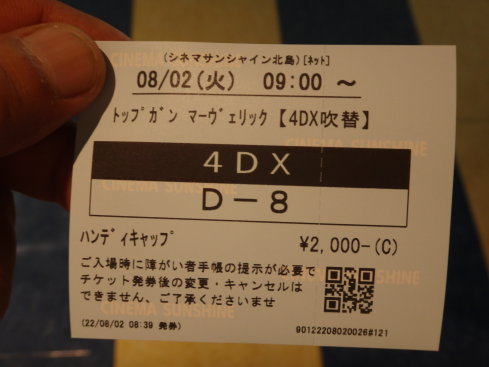 (シネマサンシャイン北島)[ﾈｯﾄ]
08/02(火) 09:00 ~
ﾄｯﾌﾟｶﾞﾝ ﾏｰｳﾞｪﾘｯｸ【4DX吹替】
4DX
D-8
ﾊﾝﾃﾞｨｷｬｯﾌﾟ ¥2,000-(C)
ご入場時に障がい者手帳の提示が必要で
チケット発券後の変更・キャンセルは
できません、ご了承くださいませ
(22/08/02 08:39 発券)
90122208020026#121
CINEMA SUNSHINE